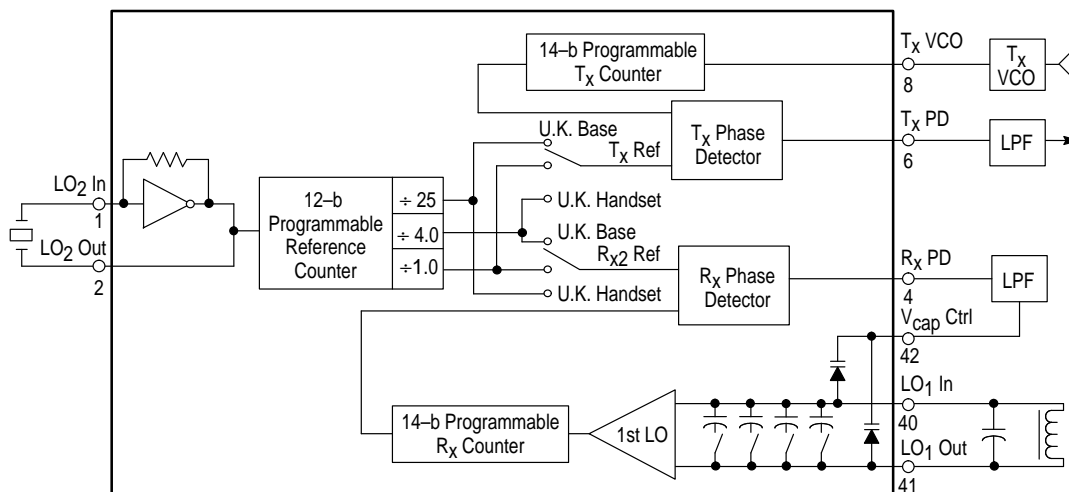 14–b Programmable
Tx Counter
Tx VCO
8
Tx
VCO
U.K. Base
Tx Ref
Tx Phase
Detector
Tx PD
6
LPF
LO2 In
1
LO2 Out
2
12–b
Programmable
Reference
Counter
÷ 25
÷ 4.0
÷1.0
U.K. Handset
U.K. Base
Rx2 Ref
U.K. Handset
Rx Phase
Detector
Rx PD
4
LPF
Vcap Ctrl
42
14–b Programmable
Rx Counter
1st LO
LO1 In
40
LO1 Out
41